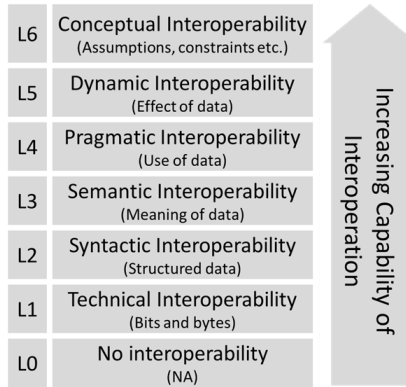 L6
Conceptual Interoperability
(Assumptions, constraints etc.)
L5
Dynamic Interoperability
(Effect of data)
L4
Pragmatic Interoperability
(Use of data)
L3
Semantic Interoperability
(Meaning of data)
L2
Syntactic Interoperability
(Structured data)
L1
Technical Interoperability
(Bits and bytes)
L0
No interoperability
(NA)
Increasing Capability of
Interoperation